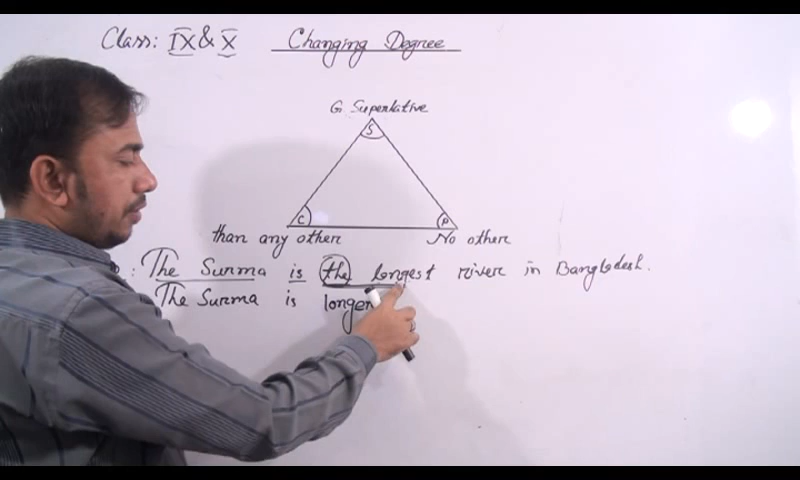 Class: IX & X Changing Degree
G. Superlative
S
C P
than any other No other
: The Surma is the longest river in Bangladesh.
The Surma is longer